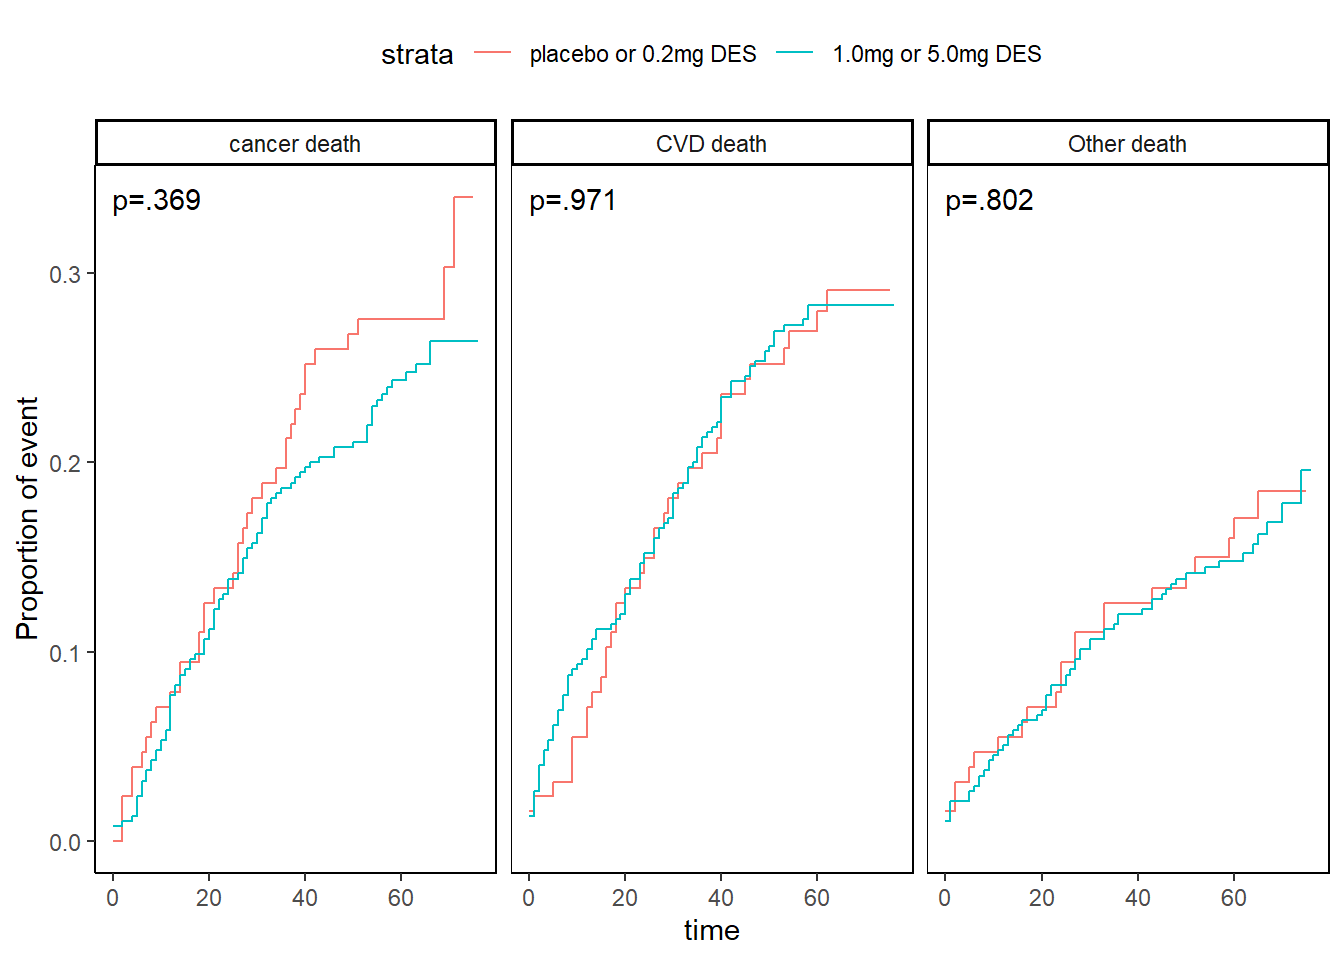 strata placebo or 0.2mg DES 1.0mg or 5.0mg DES
cancer death CVD death Other death
p=.369 p=.971 p=.802
Proportion of event
0.3
0.2
0.1
0.0
0 20 40 60 0 20 40 60 0 20 40 60
time